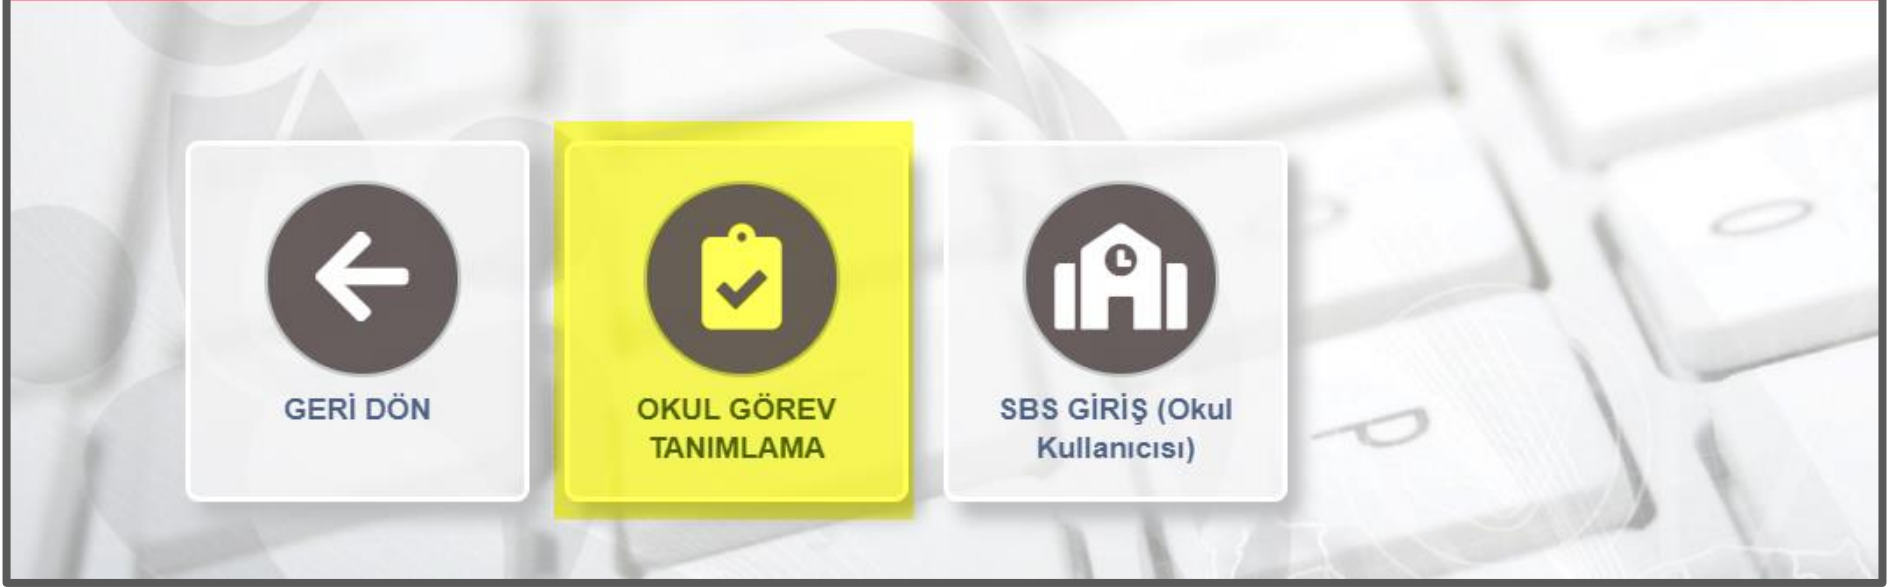 GERİ DÖN
OKUL GÖREV
TANIMLAMA
SBS GİRİŞ (Okul
Kullanıcısı)
P
O